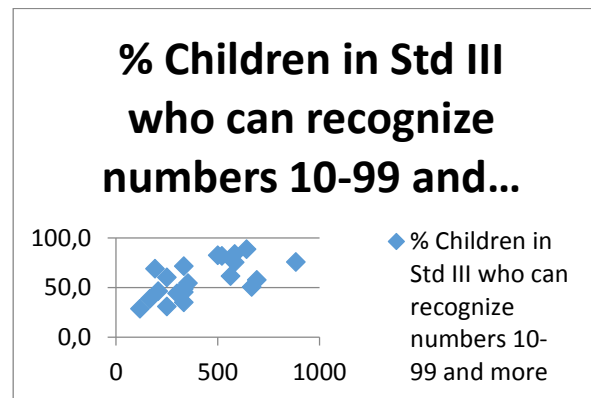 % Children in Std III
who can recognize
numbers 10-99 and…
100,0
50,0
0,0
0 500 1000
% Children in
Std III who can
recognize
numbers 10-
99 and more